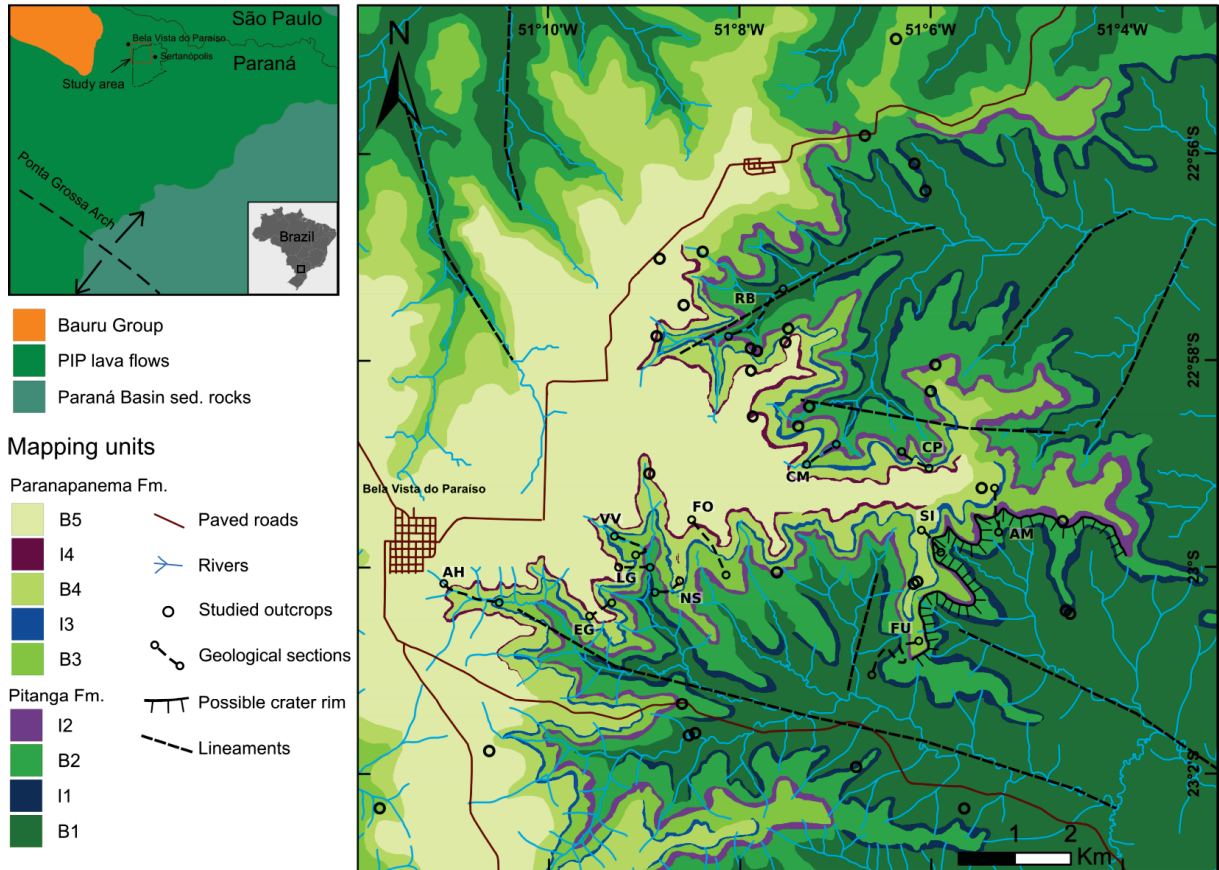 São Paulo
Bela Vista do Paraíso
Sertanópolis
Paraná
Study area
Ponta Grossa Arch
Brazil
Bauru Group
PIP lava flows
Paraná Basin sed. rocks
Mapping units
Paranapanema Fm.
B5
I4
B4
I3
B3
Pitanga Fm.
I2
B2
I1
B1
Paved roads
Rivers
Studied outcrops
Geological sections
Possible crater rim
Lineaments
N
51°10'W
51°8'W
51°6'W
51°4'W
22°56'S
22°58'S
23°S
23°2'S
RB
CM
CP
Bela Vista do Paraíso
VV
FO
SI
AM
AH
LG
NS
EG
FU
1
2
Km